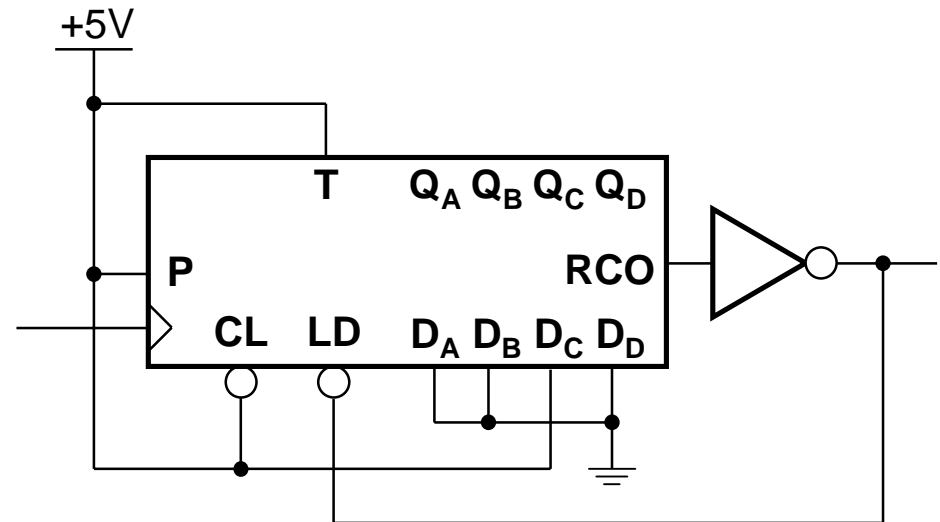 +5V
T Q_A Q_B Q_C Q_D
P RCO
CL LD D_A D_B D_C D_D